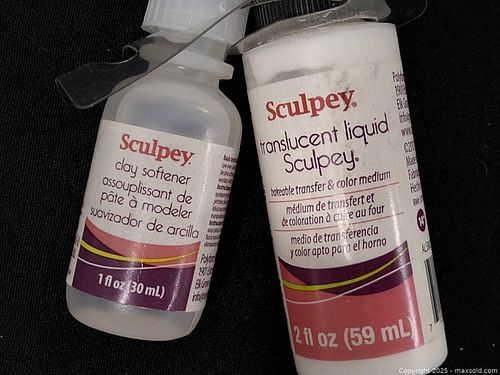 Sculpey.
clay softener
assouplissant de
pâte à modeler
suavizador de arcilla
1 fl oz (30 mL)
Sculpey®
translucent liquid
Sculpey®
bakeable transfer & color medium
médium de transfert et
de coloration à cuire au four
medio de transferencia
y color apto para el horno
2 fl oz (59 mL)
Copyright 2025 - maxsold.com